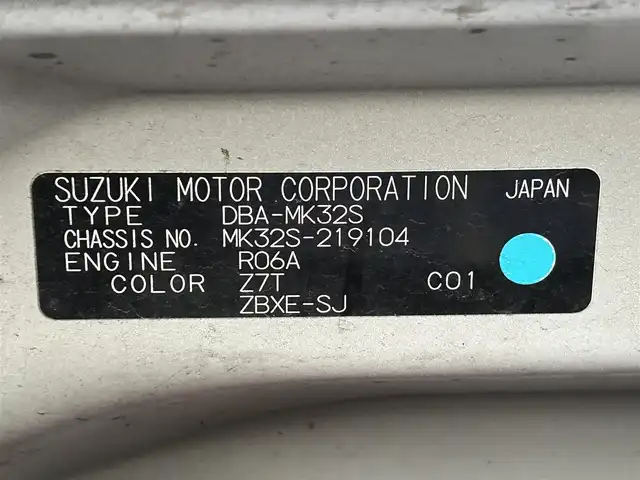 SUZUKI MOTOR CORPORATION JAPAN
TYPE DBA-MK32S
CHASSIS NO. MK32S-219104
ENGINE R06A
COLOR Z7T C01
ZBXE-SJ